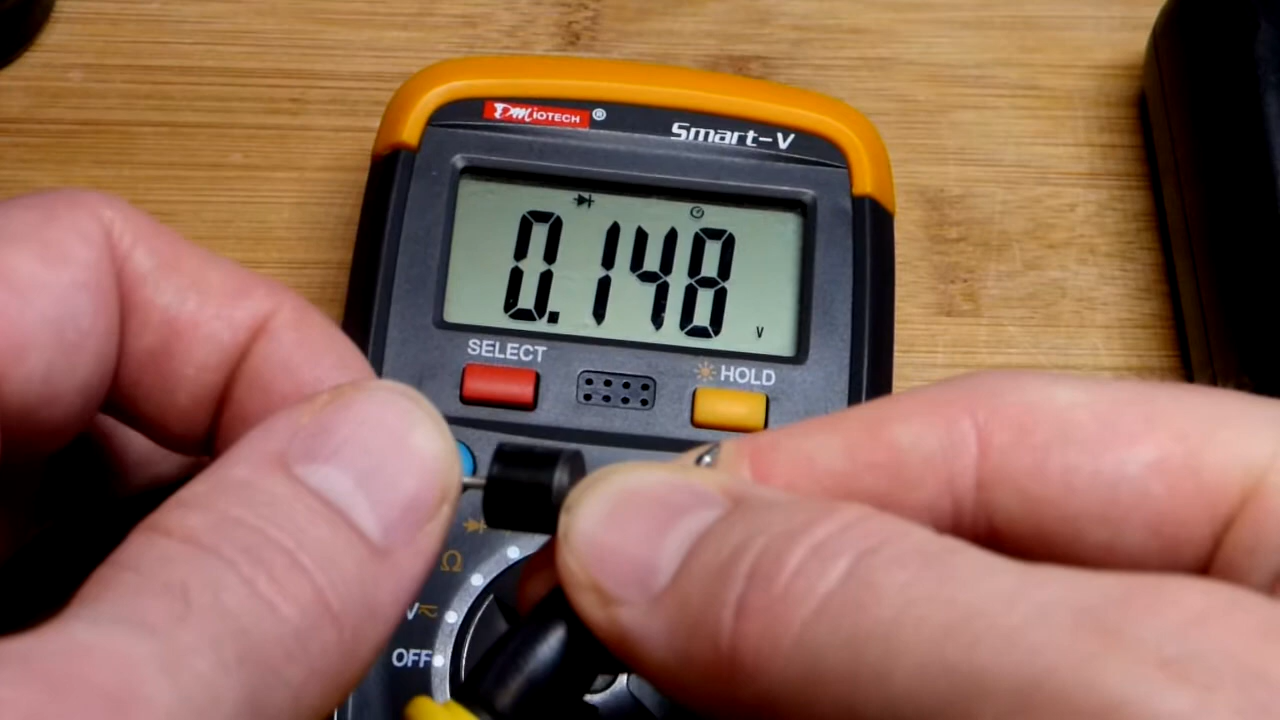 DMiOTECH ®
Smart-V
0.148
V
SELECT
HOLD
Ω
V
OFF